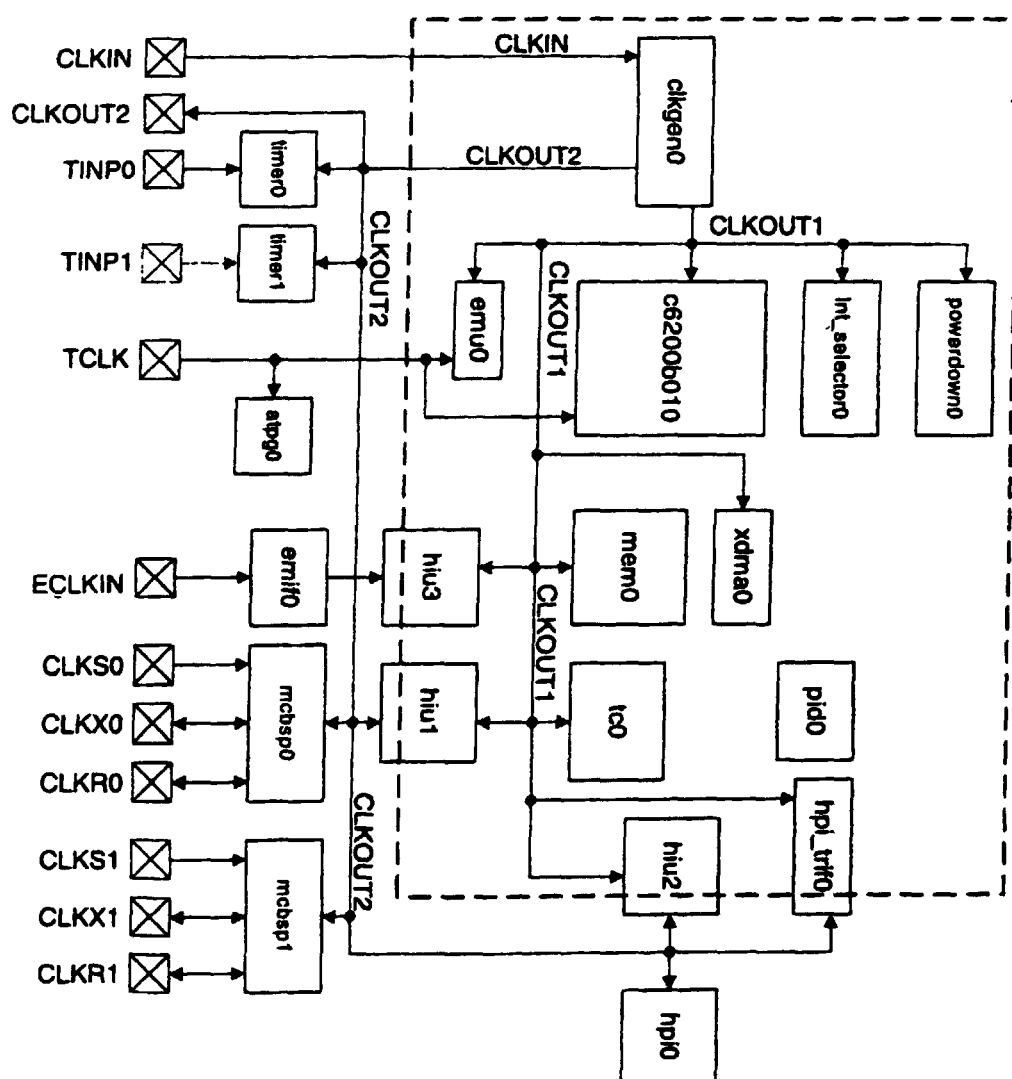 CLKIN
CLKIN
clkgen0
CLKOUT2
CLKOUT2
TINP0
timer0
CLKOUT1
TINP1
timer1
CLKOUT2
CLKOUT1
emu0
c6200b010
int_selector0
powerdown0
TCLK
atpg0
ECLKIN
emif0
hiu3
mem0
xdma0
CLKOUT1
CLKS0
CLKX0
CLKR0
mcbsp0
hiu1
tc0
pid0
CLKOUT2
CLKS1
CLKX1
CLKR1
mcbsp1
hiu2
hpi_trif0
hpi0